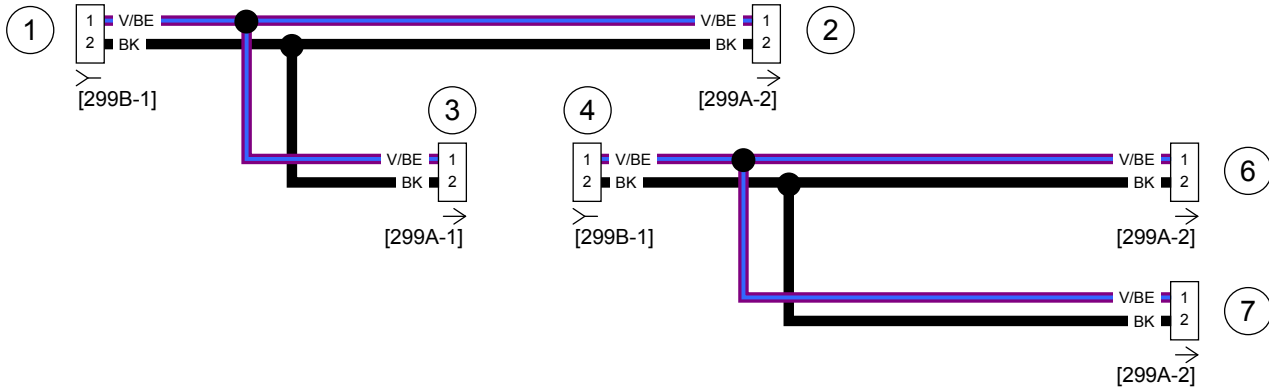 1 1 V/BE V/BE 1 2
2 BK BK 2
[299B-1] [299A-2]
3 4
V/BE 1 1 V/BE V/BE 1 6
BK 2 2 BK BK 2
[299A-1] [299B-1] [299A-2]
V/BE 1 7
BK 2
[299A-2]